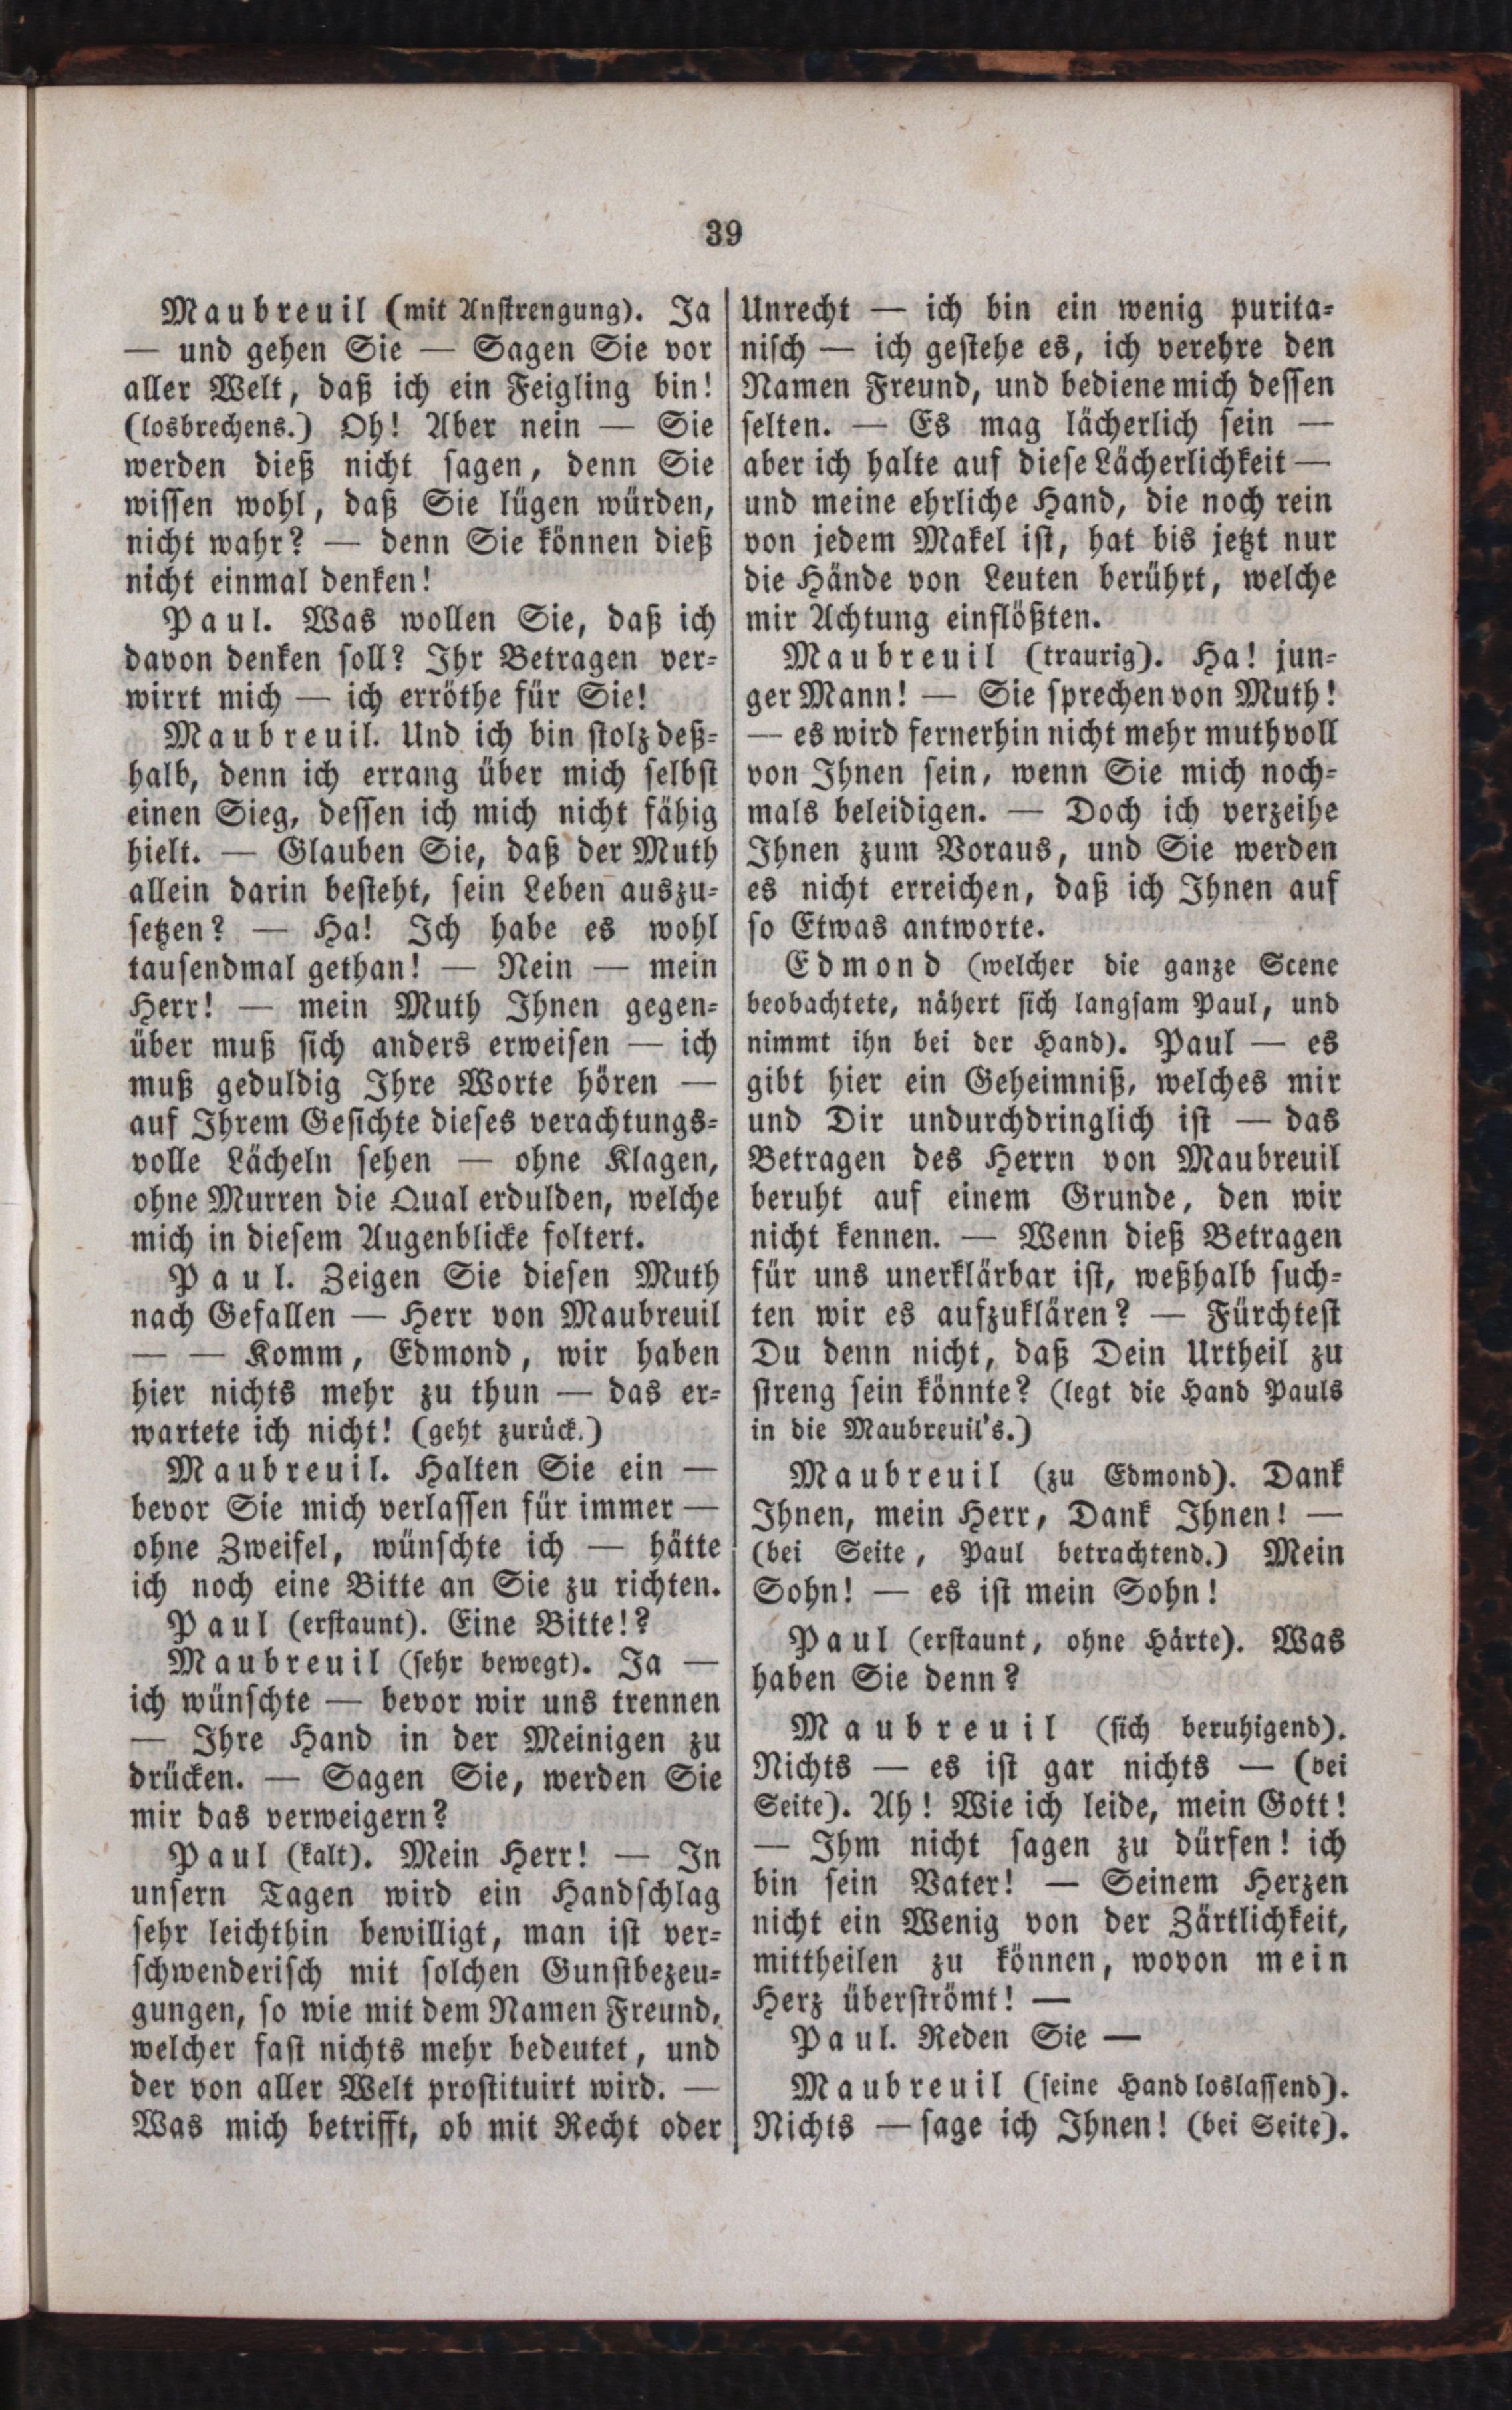 39
Maubreuil (mit Anstrengung). Ja
— und gehen Sie — Sagen Sie vor
aller Welt, daß ich ein Feigling bin!
(losbrechens.) Oh! Aber nein — Sie
werden dieß nicht sagen, denn Sie
wissen wohl, daß Sie lügen würden,
nicht wahr? — denn Sie können dieß
nicht einmal denken!
Paul. Was wollen Sie, daß ich
davon denken soll? Ihr Betragen ver-
wirrt mich — ich erröthe für Sie!
Maubreuil. Und ich bin stolz deß-
halb, denn ich errang über mich selbst
einen Sieg, dessen ich mich nicht fähig
hielt. — Glauben Sie, daß der Muth
allein darin besteht, sein Leben auszu-
setzen? — Ha! Ich habe es wohl
tausendmal gethan! — Nein — mein
Herr! — mein Muth Ihnen gegen-
über muß sich anders erweisen — ich
muß geduldig Ihre Worte hören —
auf Ihrem Gesichte dieses verachtungs-
volle Lächeln sehen — ohne Klagen,
ohne Murren die Qual erdulden, welche
mich in diesem Augenblicke foltert.
Paul. Zeigen Sie diesen Muth
nach Gefallen — Herr von Maubreuil
— — Komm, Edmond, wir haben
hier nichts mehr zu thun — das er-
wartete ich nicht! (geht zurück.)
Maubreuil. Halten Sie ein —
bevor Sie mich verlassen für immer —
ohne Zweifel, wünschte ich — hätte
ich noch eine Bitte an Sie zu richten.
Paul (erstaunt). Eine Bitte!?
Maubreuil (sehr bewegt). Ja —
ich wünschte — bevor wir uns trennen
— Ihre Hand in der Meinigen zu
drücken. — Sagen Sie, werden Sie
mir das verweigern?
Paul (kalt). Mein Herr! — In
unsern Tagen wird ein Handschlag
sehr leichthin bewilligt, man ist ver-
schwenderisch mit solchen Gunstbezeu-
gungen, so wie mit dem Namen Freund,
welcher fast nichts mehr bedeutet, und
der von aller Welt prostituirt wird. —
Was mich betrifft, ob mit Recht oder
Unrecht — ich bin ein wenig purita-
nisch — ich gestehe es, ich verehre den
Namen Freund, und bediene mich dessen
selten. — Es mag lächerlich sein —
aber ich halte auf diese Lächerlichkeit —
und meine ehrliche Hand, die noch rein
von jedem Makel ist, hat bis jetzt nur
die Hände von Leuten berührt, welche
mir Achtung einflößten.
Maubreuil (traurig). Ha! jun-
ger Mann! — Sie sprechen von Muth!
— es wird fernerhin nicht mehr muthvoll
von Ihnen sein, wenn Sie mich noch-
mals beleidigen. — Doch ich verzeihe
Ihnen zum Voraus, und Sie werden
es nicht erreichen, daß ich Ihnen auf
so Etwas antworte.
Edmond (welcher die ganze Scene
beobachtete, nähert sich langsam Paul, und
nimmt ihn bei der Hand). Paul — es
gibt hier ein Geheimniß, welches mir
und Dir undurchdringlich ist — das
Betragen des Herrn von Maubreuil
beruht auf einem Grunde, den wir
nicht kennen. — Wenn dieß Betragen
für uns unerklärbar ist, weßhalb such-
ten wir es aufzuklären? — Fürchtest
Du denn nicht, daß Dein Urtheil zu
streng sein könnte? (legt die Hand Pauls
in die Maubreuil's.)
Maubreuil (zu Edmond). Dank
Ihnen, mein Herr, Dank Ihnen! —
(bei Seite, Paul betrachtend.) Mein
Sohn! — es ist mein Sohn!
Paul (erstaunt, ohne Härte). Was
haben Sie denn?
Maubreuil (sich beruhigend).
Nichts — es ist gar nichts — (bei
Seite). Ah! Wie ich leide, mein Gott!
— Ihm nicht sagen zu dürfen! ich
bin sein Vater! — Seinem Herzen
nicht ein Wenig von der Zärtlichkeit,
mittheilen zu können, wovon mein
Herz überströmt! —
Paul. Reden Sie —
Maubreuil (seine Hand loslassend).
Nichts — sage ich Ihnen! (bei Seite).